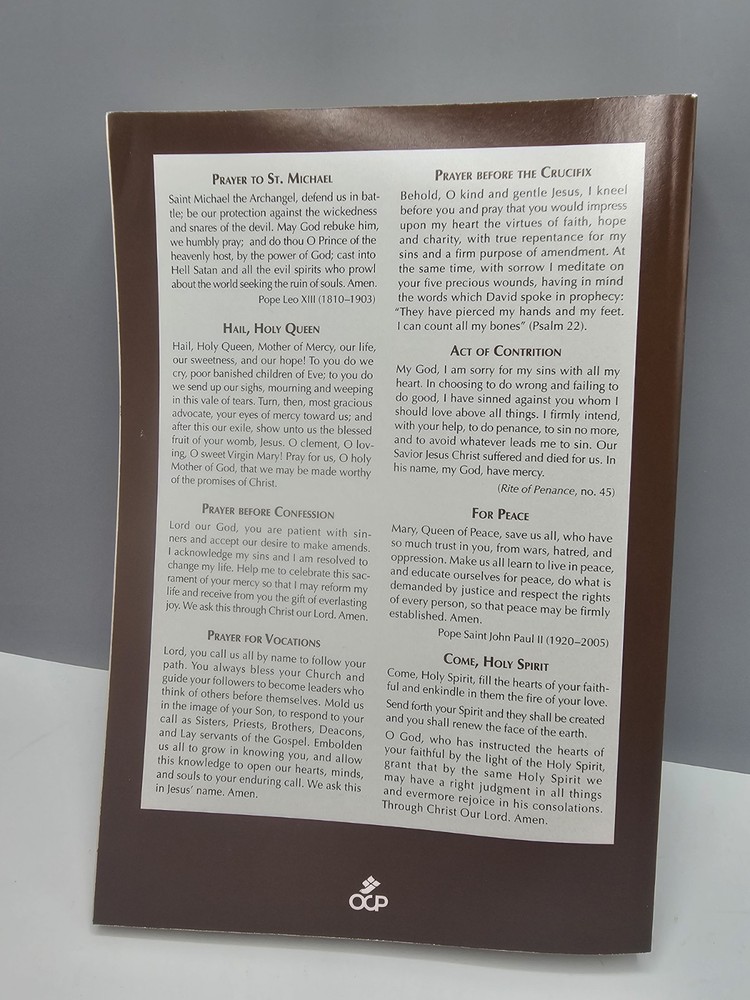 PRAYER TO ST. MICHAEL
Saint Michael the Archangel, defend us in bat-
tle; be our protection against the wickedness
and snares of the devil. May God rebuke him,
we humbly pray; and do thou O Prince of the
heavenly host, by the power of God; cast into
Hell Satan and all the evil spirits who prowl
about the world seeking the ruin of souls. Amen.
Pope Leo XIII (1810–1903)
HAIL, HOLY QUEEN
Hail, Holy Queen, Mother of Mercy, our life,
our sweetness, and our hope! To you do we
cry, poor banished children of Eve; to you do
we send up our sighs, mourning and weeping
in this vale of tears. Turn, then, most gracious
advocate, your eyes of mercy toward us; and
after this our exile, show unto us the blessed
fruit of your womb, Jesus. O clement, O lov-
ing, O sweet Virgin Mary! Pray for us, O holy
Mother of God, that we may be made worthy
of the promises of Christ.
PRAYER BEFORE CONFESSION
Lord our God, you are patient with sin-
ners and accept our desire to make amends.
I acknowledge my sins and I am resolved to
change my life. Help me to celebrate this sac-
rament of your mercy so that I may reform my
life and receive from you the gift of everlasting
joy. We ask this through Christ our Lord. Amen.
PRAYER FOR VOCATIONS
Lord, you call us all by name to follow your
path. You always bless your Church and
guide your followers to become leaders who
think of others before themselves. Mold us
in the image of your Son, to respond to your
call as Sisters, Priests, Brothers, Deacons,
and Lay servants of the Gospel. Embolden
us all to grow in knowing you, and allow
this knowledge to open our hearts, minds,
and souls to your enduring call. We ask this
in Jesus' name. Amen.
PRAYER BEFORE THE CRUCIFIX
Behold, O kind and gentle Jesus, I kneel
before you and pray that you would impress
upon my heart the virtues of faith, hope
and charity, with true repentance for my
sins and a firm purpose of amendment. At
the same time, with sorrow I meditate on
your five precious wounds, having in mind
the words which David spoke in prophecy:
“They have pierced my hands and my feet.
I can count all my bones” (Psalm 22).
ACT OF CONTRITION
My God, I am sorry for my sins with all my
heart. In choosing to do wrong and failing to
do good, I have sinned against you whom I
should love above all things. I firmly intend,
with your help, to do penance, to sin no more,
and to avoid whatever leads me to sin. Our
Savior Jesus Christ suffered and died for us. In
his name, my God, have mercy.
(Rite of Penance, no. 45)
FOR PEACE
Mary, Queen of Peace, save us all, who have
so much trust in you, from wars, hatred, and
oppression. Make us all learn to live in peace,
and educate ourselves for peace, do what is
demanded by justice and respect the rights
of every person, so that peace may be firmly
established. Amen.
Pope Saint John Paul II (1920–2005)
COME, HOLY SPIRIT
Come, Holy Spirit, fill the hearts of your faith-
ful and enkindle in them the fire of your love.
Send forth your Spirit and they shall be created
and you shall renew the face of the earth.
O God, who has instructed the hearts of
your faithful by the light of the Holy Spirit,
grant that by the same Holy Spirit we
may have a right judgment in all things
and evermore rejoice in his consolations.
Through Christ Our Lord. Amen.
OCP